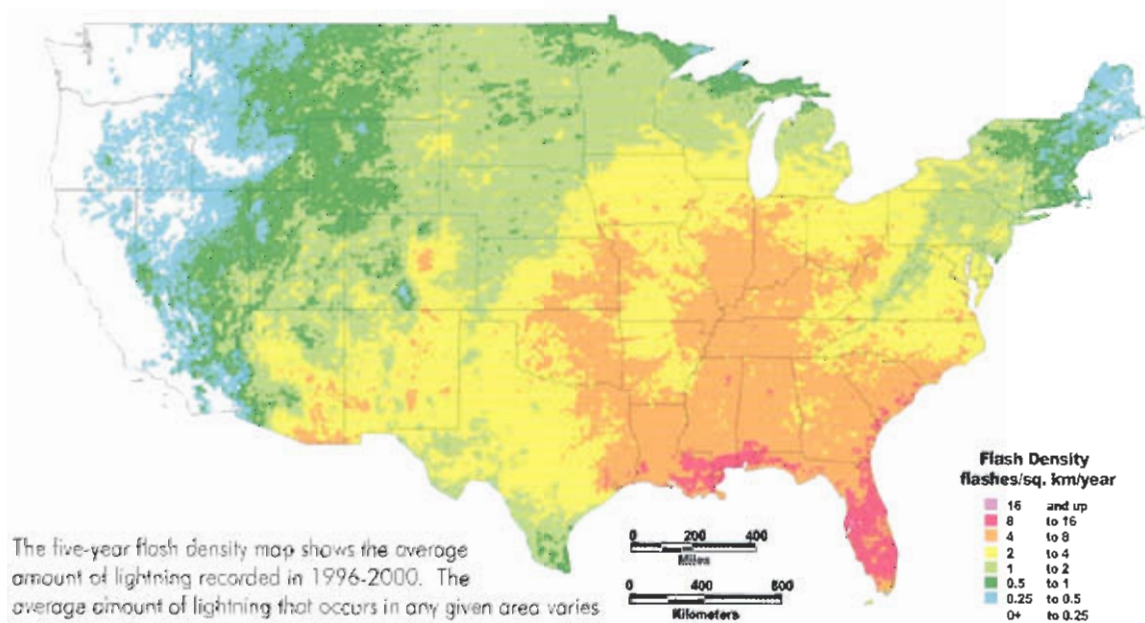 Flash Density
flashes/sq. km/year
16 and up
8 to 16
4 to 8
2 to 4
1 to 2
0.5 to 1
0.25 to 0.5
0+ to 0.25
0 200 400
Miles
0 400 800
Kilometers
The five-year flash density map shows the average
amount of lightning recorded in 1996-2000. The
average amount of lightning that occurs in any given area varies